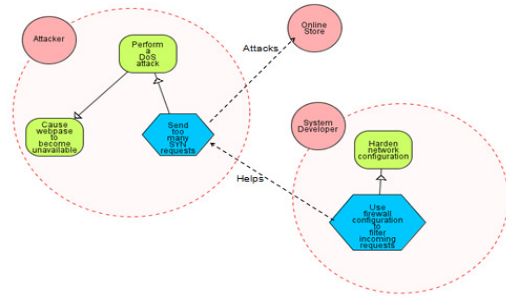 Attacker
Perform
a
DoS
attack
Online
Store
Attacks
Cause
webpase
to
become
unavailable
Send
too
many
SYN
requests
System
Developer
Harden
network
configuration
Helps
Use
firewall
configuration
to
filter
incoming
requests